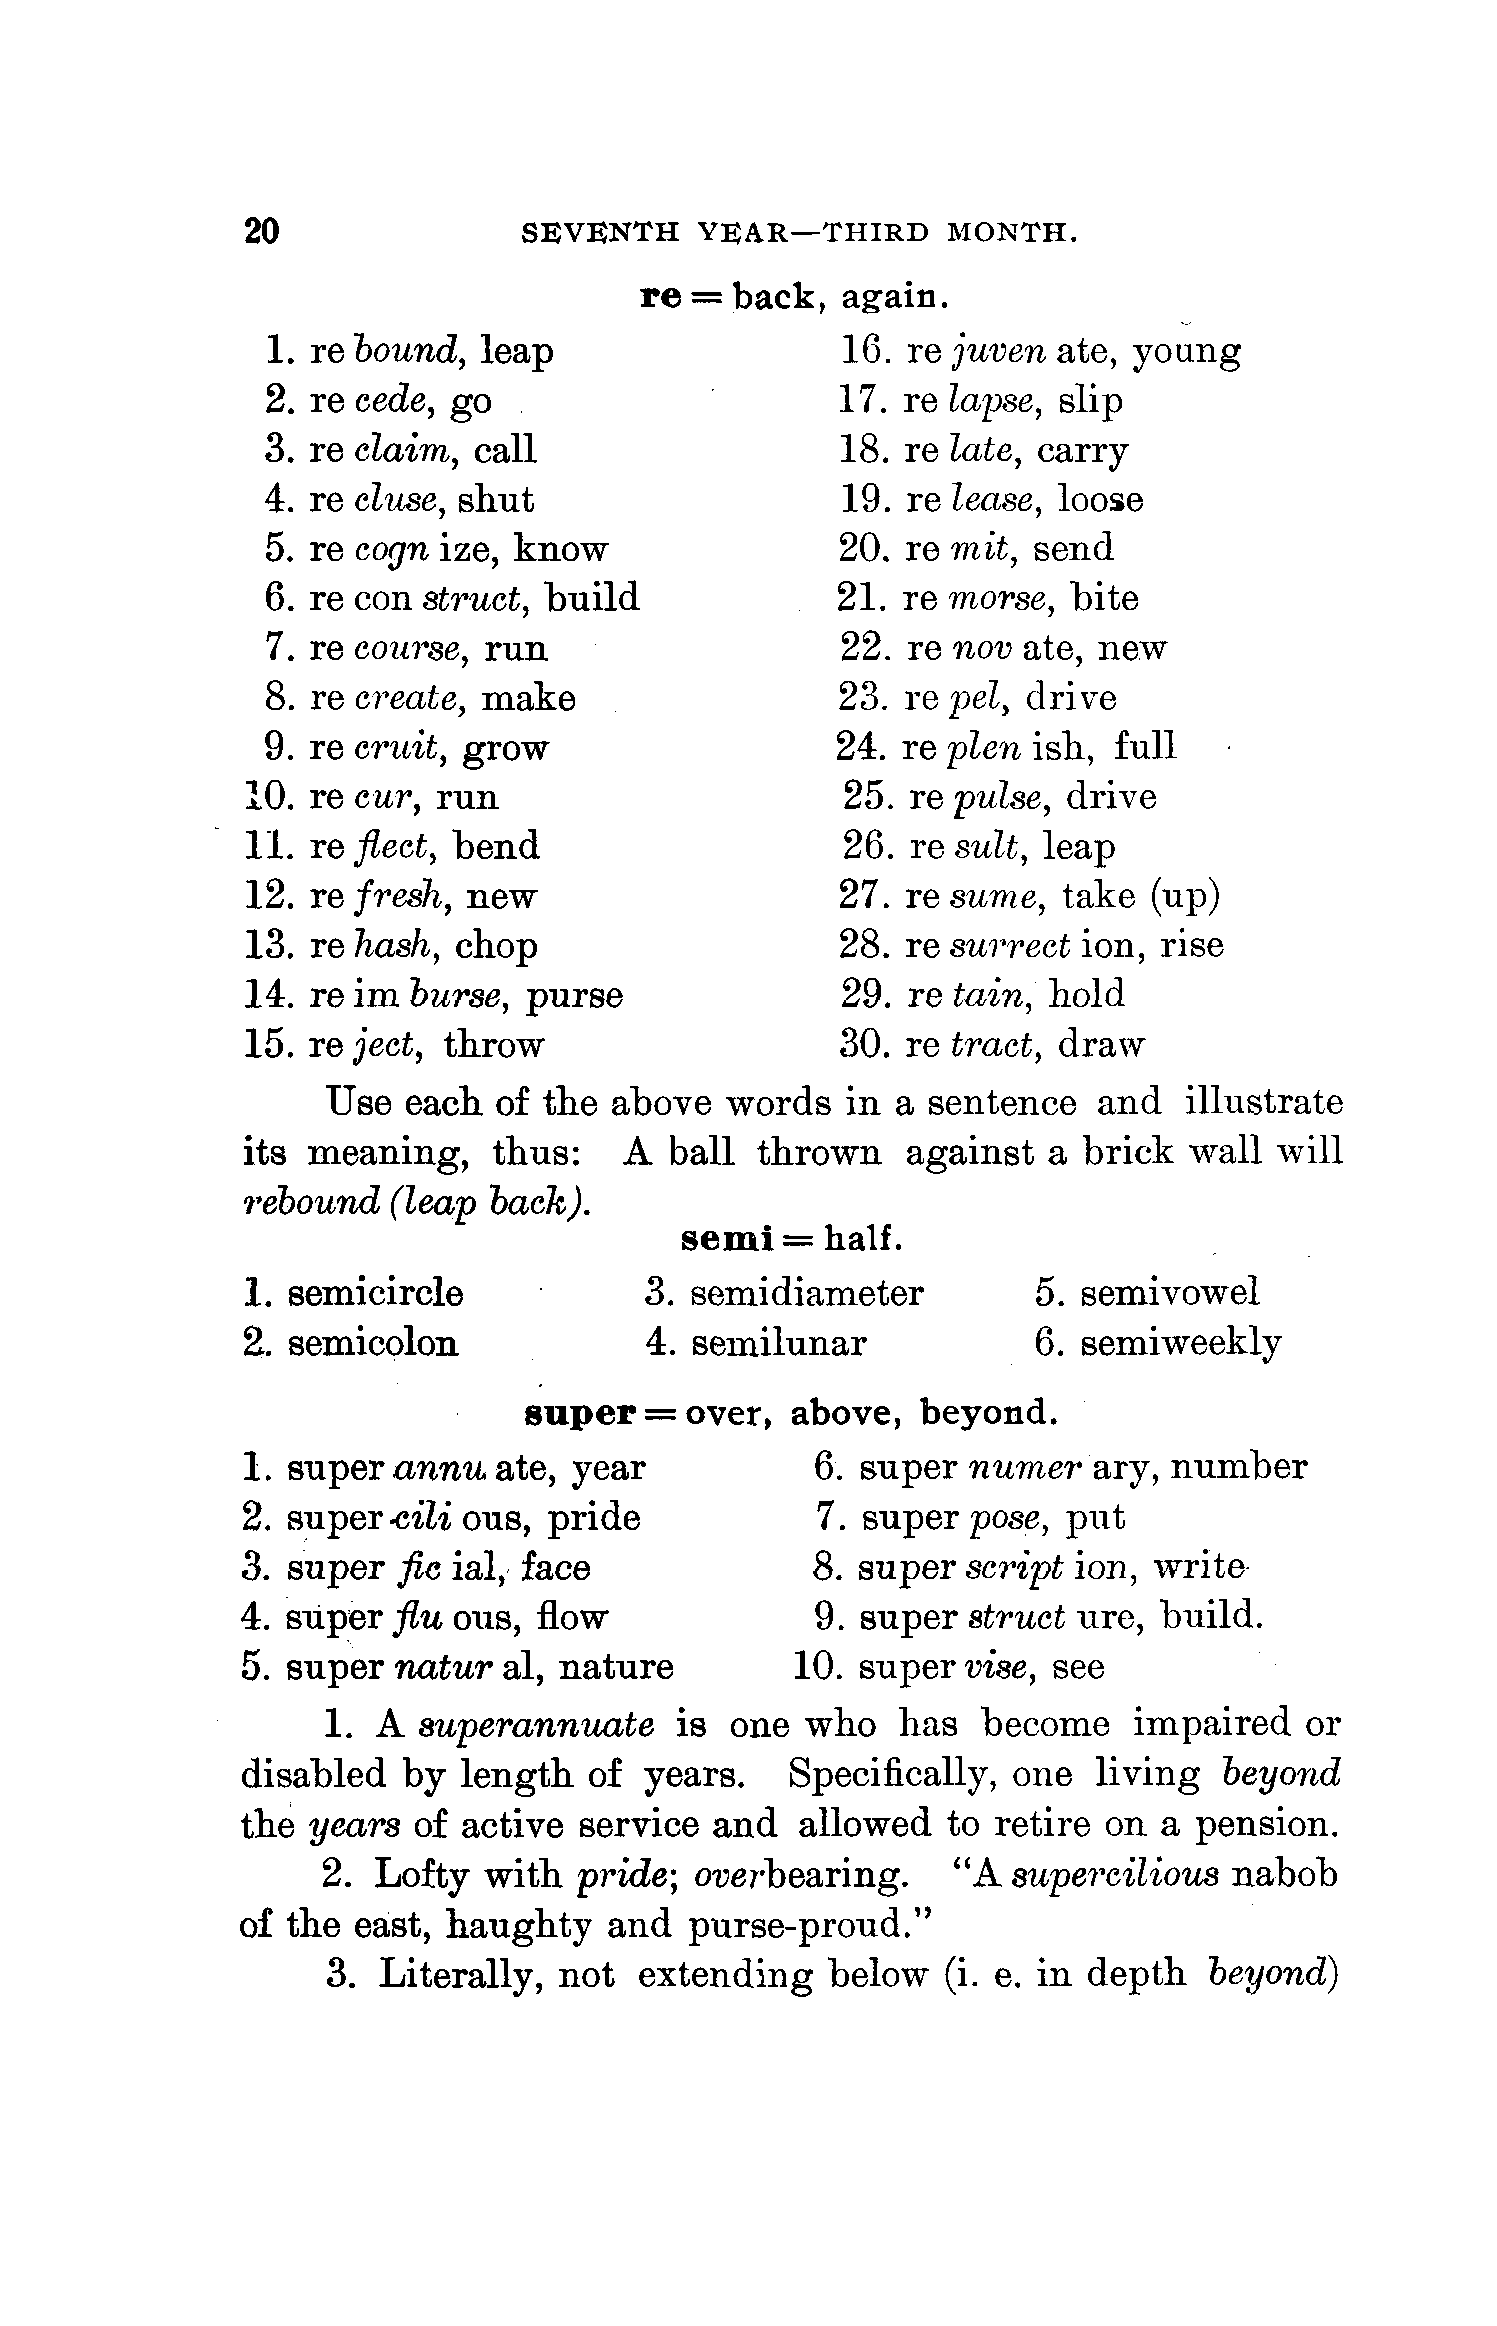 20 SEVENTH YEAR—THIRD MONTH.
re = back, again.
1. re bound, leap
2. re cede, go
3. re claim, call
4. re cluse, shut
5. re cogn ize, know
6. re con struct, build
7. re course, run
8. re create, make
9. re cruit, grow
10. re cur, run
11. re flect, bend
12. re fresh, new
13. re hash, chop
14. re im burse, purse
15. re ject, throw
16. re juven ate, young
17. re lapse, slip
18. re late, carry
19. re lease, loose
20. re mit, send
21. re morse, bite
22. re nov ate, new
23. re pel, drive
24. re plen ish, full
25. re pulse, drive
26. re sult, leap
27. re sume, take (up)
28. re surrect ion, rise
29. re tain, hold
30. re tract, draw
Use each of the above words in a sentence and illustrate
its meaning, thus: A ball thrown against a brick wall will
rebound (leap back).
semi = half.
1. semicircle 3. semidiameter 5. semivowel
2. semicolon 4. semilunar 6. semiweekly
super = over, above, beyond.
1. super annu ate, year
2. super cili ous, pride
3. super fic ial, face
4. super flu ous, flow
5. super natur al, nature
6. super numer ary, number
7. super pose, put
8. super script ion, write
9. super struct ure, build.
10. super vise, see
1. A superannuate is one who has become impaired or
disabled by length of years. Specifically, one living beyond
the years of active service and allowed to retire on a pension.
2. Lofty with pride; overbearing. "A supercilious nabob
of the east, haughty and purse-proud."
3. Literally, not extending below (i. e. in depth beyond)